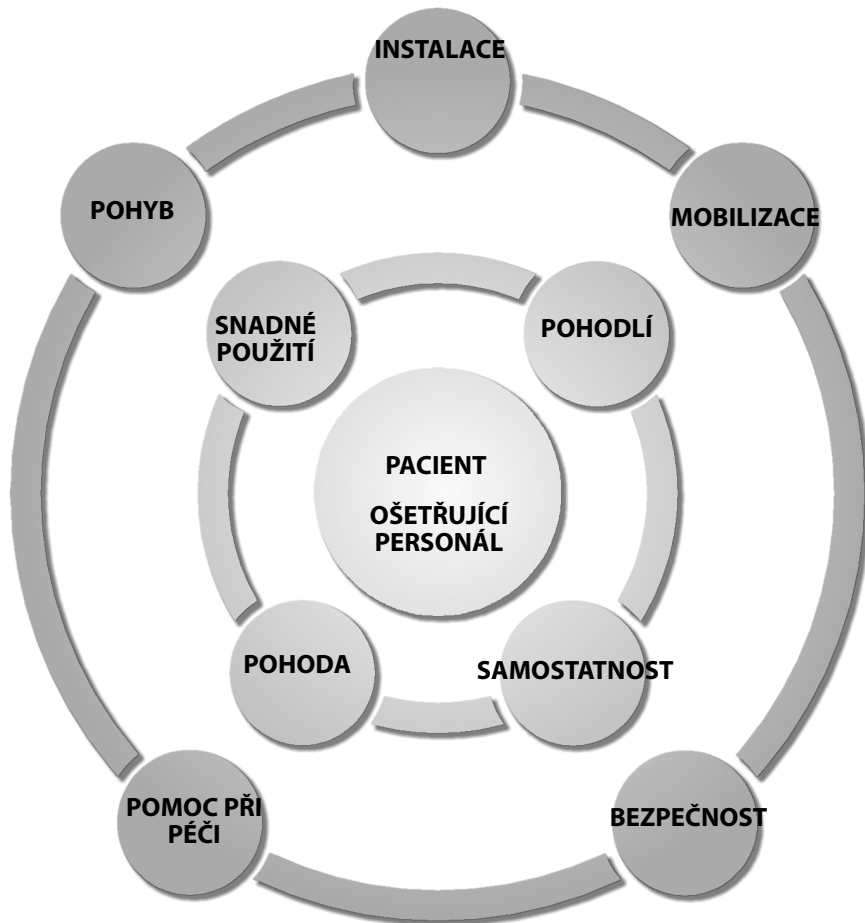 INSTALACE
POHYB
MOBILIZACE
SNADNÉ
POUŽITÍ
POHODLÍ
PACIENT
OŠETŘUJÍCÍ
PERSONÁL
POHODA
SAMOSTATNOST
POMOC PŘI
PÉČI
BEZPEČNOST